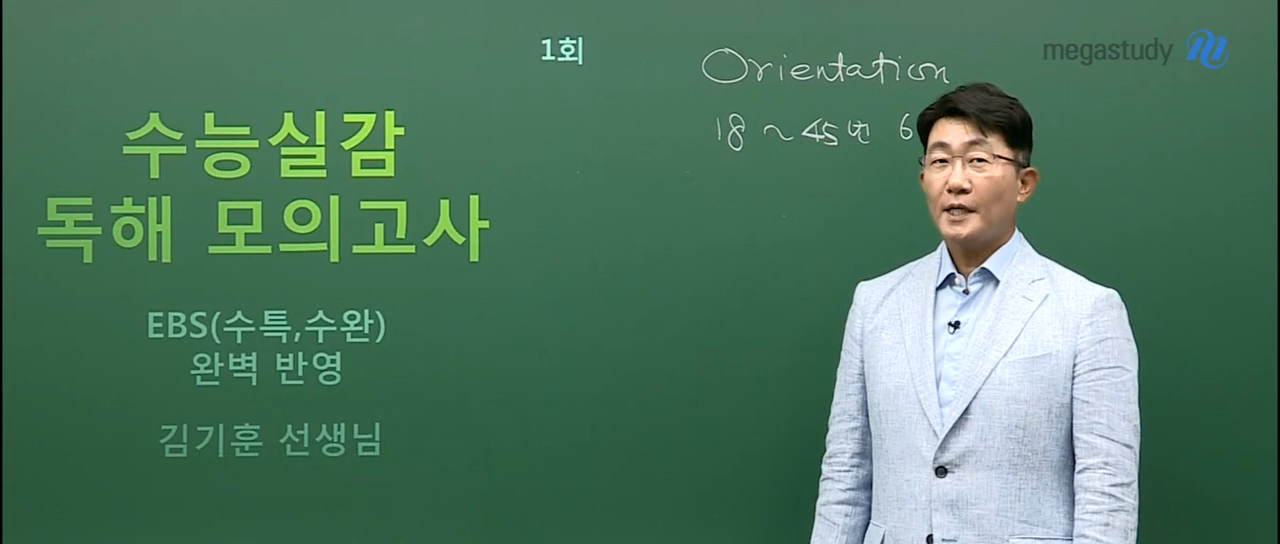 1회
Orientation
megastudy
18 ~ 45번 6
수능실감
독해 모의고사
EBS(수특,수완)
완벽 반영
김기훈 선생님